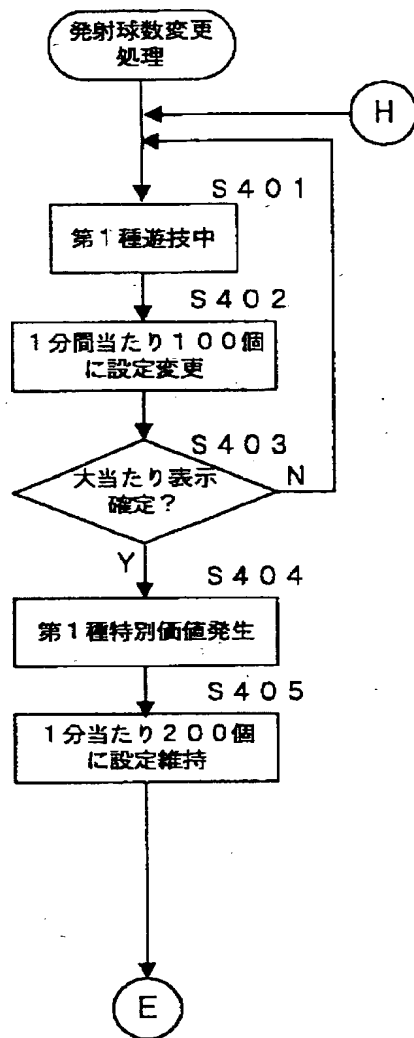 発射球数変更
処理
H
S401
第1種遊技中
S402
1分間当たり100個
に設定変更
S403
大当たり表示
確定?
N
Y
S404
第1種特別価値発生
S405
1分当たり200個
に設定維持
E